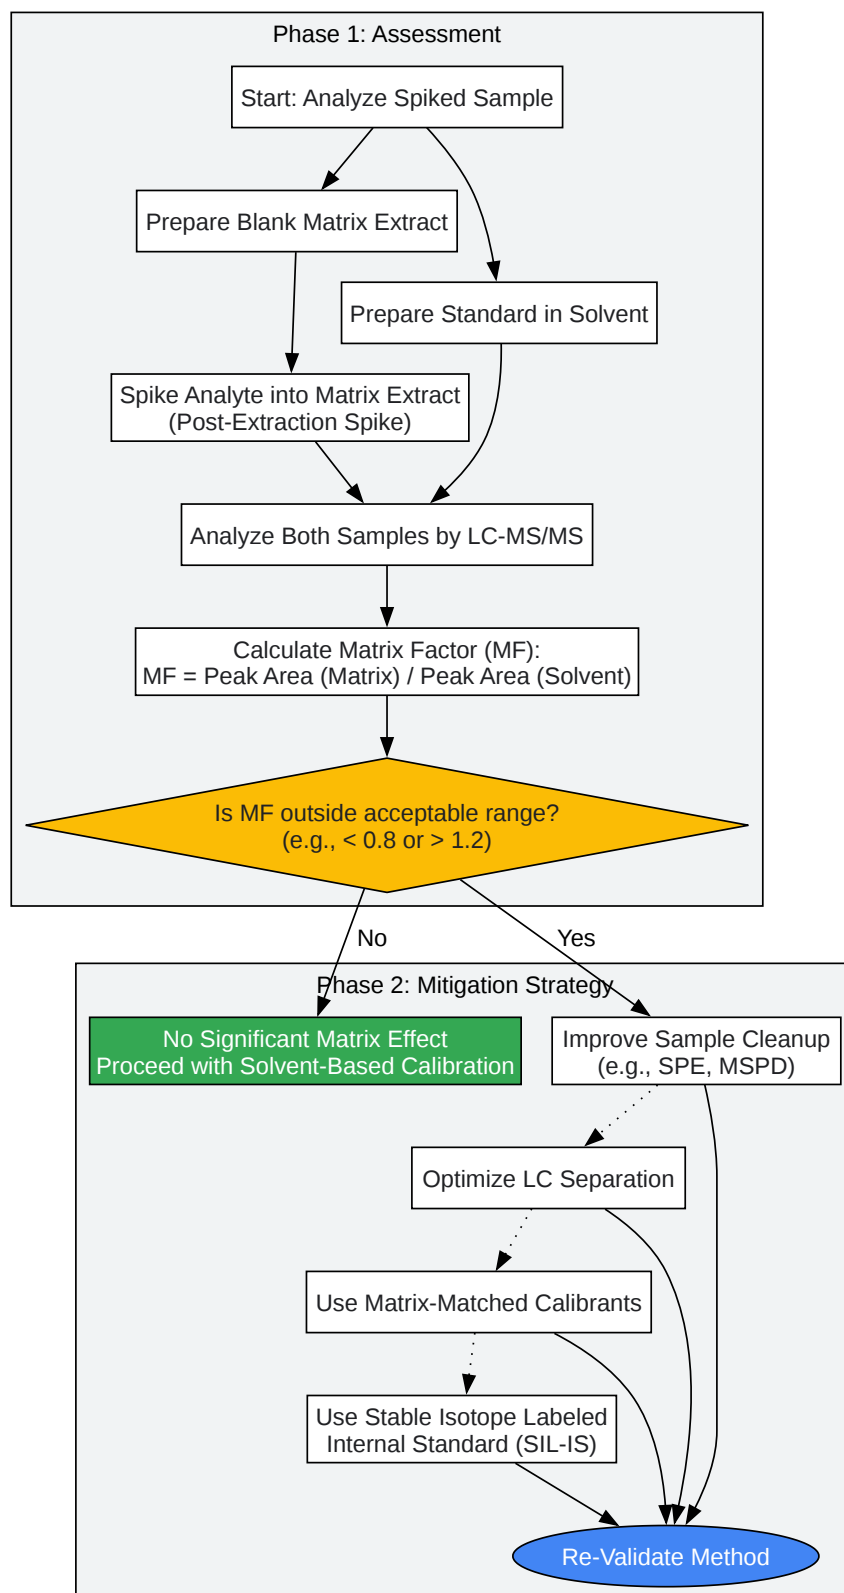 Phase 1: Assessment
Start: Analyze Spiked Sample
Prepare Blank Matrix Extract
Prepare Standard in Solvent
Spike Analyte into Matrix Extract
(Post-Extraction Spike)
Analyze Both Samples by LC-MS/MS
Calculate Matrix Factor (MF):
MF = Peak Area (Matrix) / Peak Area (Solvent)
Is MF outside acceptable range?
(e.g., < 0.8 or > 1.2)
No
Yes
Phase 2: Mitigation Strategy
No Significant Matrix Effect
Proceed with Solvent-Based Calibration
Improve Sample Cleanup
(e.g., SPE, MSPD)
Optimize LC Separation
Use Matrix-Matched Calibrants
Use Stable Isotope Labeled
Internal Standard (SIL-IS)
Re-Validate Method